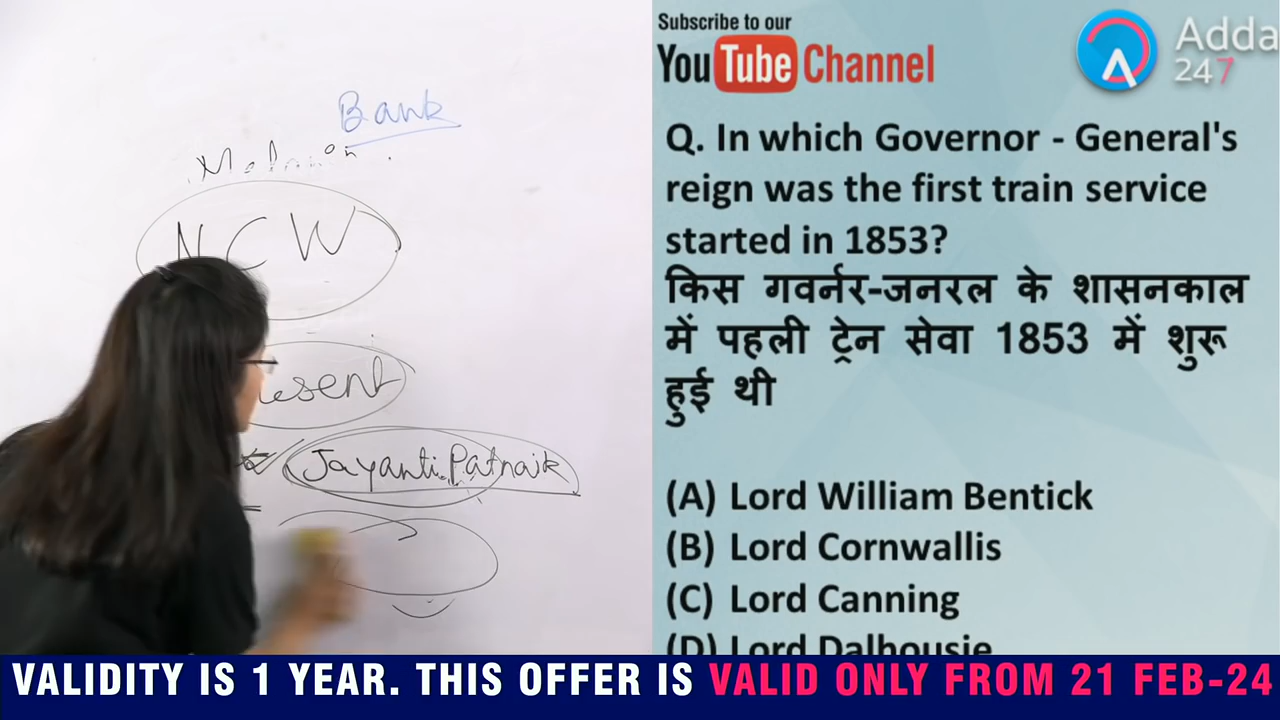 Bank
NCW
Jayanti Patnaik
Subscribe to our
YouTube Channel
Adda
247
Q. In which Governor - General's
reign was the first train service
started in 1853?
किस गवर्नर-जनरल के शासनकाल
में पहली ट्रेन सेवा 1853 में शुरू
हुई थी
(A) Lord William Bentick
(B) Lord Cornwallis
(C) Lord Canning
(D) Lord Dalhousie
VALIDITY IS 1 YEAR. THIS OFFER IS VALID ONLY FROM 21 FEB-24